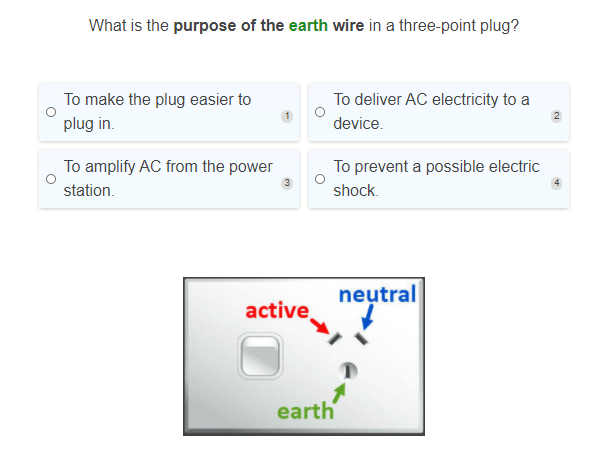 What is the purpose of the earth wire in a three-point plug?
To make the plug easier to
plug in.
1
To deliver AC electricity to a
device.
2
To amplify AC from the power
station.
3
To prevent a possible electric
shock.
4
neutral
active
earth